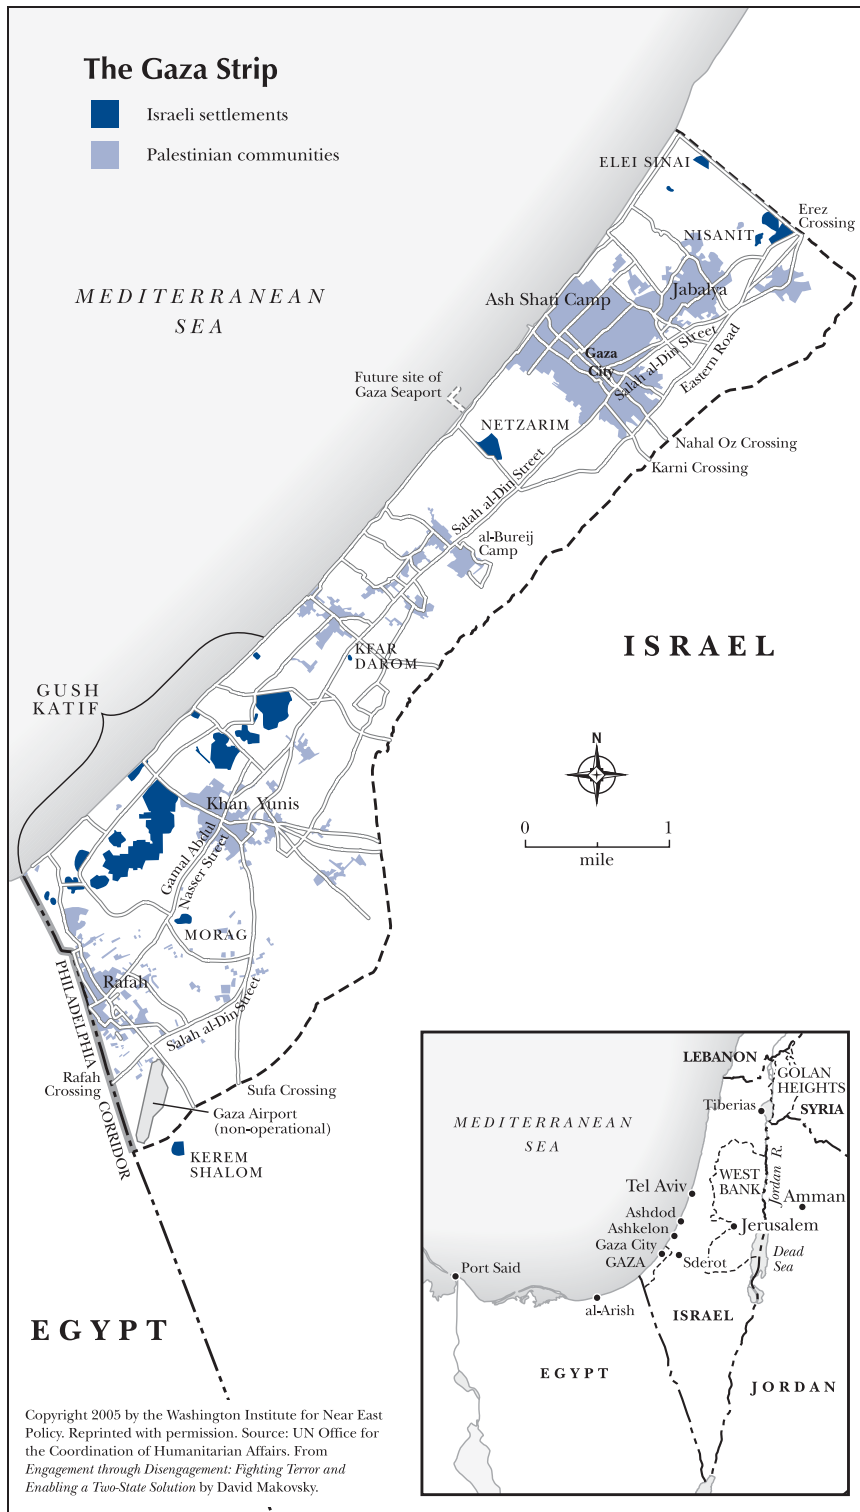 The Gaza Strip
Israeli settlements
Palestinian communities
MEDITERRANEAN
SEA
ELEI SINAI
Erez
Crossing
NISANIT
Jabalya
Ash Shati Camp
Gaza
City
Salah al-Din Street
Eastern Road
Future site of
Gaza Seaport
NETZARIM
Nahal Oz Crossing
Karni Crossing
Salah al-Din Street
al-Bureij
Camp
ISRAEL
KFAR
DAROM
GUSH
KATIF
N
0 1
mile
Khan Yunis
Gamal Abdul
Nasser Street
MORAG
Rafah
PHILADELPHIA CORRIDOR
Salah al-Din Street
Rafah
Crossing
Sufa Crossing
Gaza Airport
(non-operational)
KEREM
SHALOM
EGYPT
LEBANON
GOLAN
HEIGHTS
SYRIA
Tiberias
MEDITERRANEAN
SEA
WEST
BANK
Jordan R.
Tel Aviv
Amman
Ashdod
Ashkelon
Jerusalem
Gaza City
GAZA
Sderot
Dead
Sea
Port Said
al-Arish
ISRAEL
EGYPT
JORDAN
Copyright 2005 by the Washington Institute for Near East
Policy. Reprinted with permission. Source: UN Office for
the Coordination of Humanitarian Affairs. From
Engagement through Disengagement: Fighting Terror and
Enabling a Two-State Solution by David Makovsky.